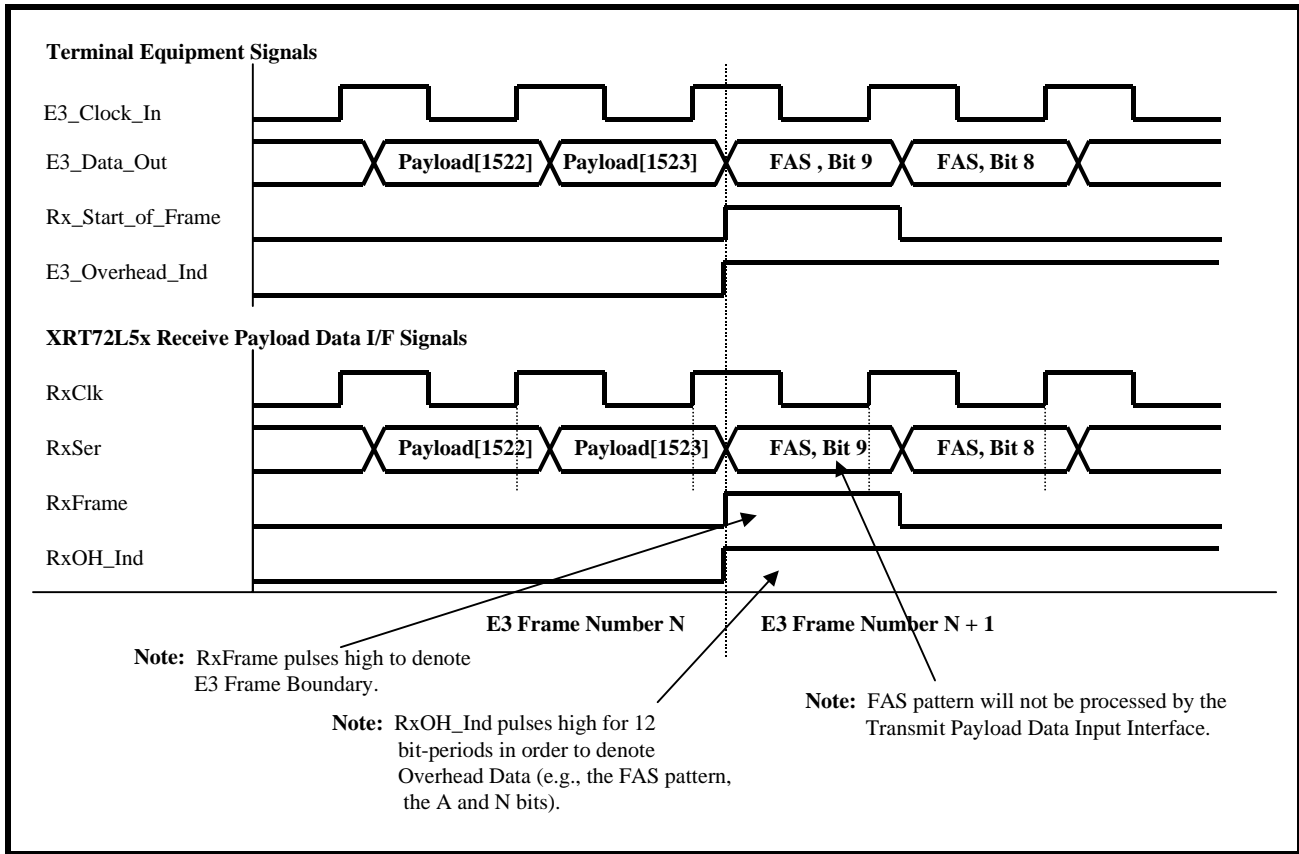 Terminal Equipment Signals
E3_Clock_In
E3_Data_Out
Payload[1522] Payload[1523] FAS , Bit 9 FAS, Bit 8
Rx_Start_of_Frame
E3_Overhead_Ind
XRT72L5x Receive Payload Data I/F Signals
RxClk
RxSer
Payload[1522] Payload[1523] FAS, Bit 9 FAS, Bit 8
RxFrame
RxOH_Ind
E3 Frame Number N E3 Frame Number N + 1
Note: RxFrame pulses high to denote
E3 Frame Boundary.
Note: RxOH_Ind pulses high for 12
bit-periods in order to denote
Overhead Data (e.g., the FAS pattern,
the A and N bits).
Note: FAS pattern will not be processed by the
Transmit Payload Data Input Interface.